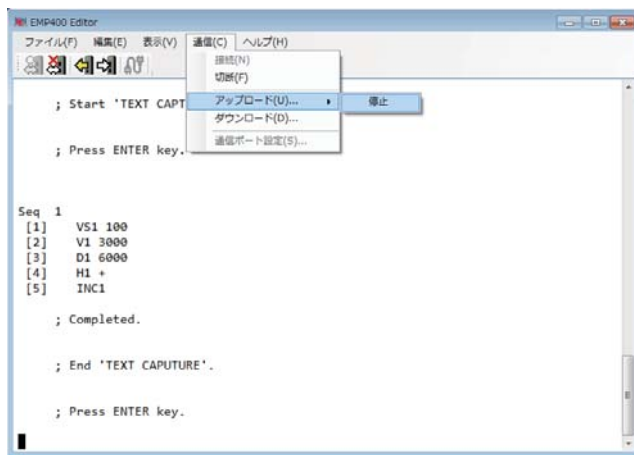 EMP400 Editor
ファイル(F) 編集(E) 表示(V) 通信(C) ヘルプ(H)
接続(N)
切断(F)
アップロード(U)...
停止
ダウンロード(D)...
通信ポート設定(S)...
; Start 'TEXT CAPT
; Press ENTER key.
Seq 1
[1] VS1 100
[2] V1 3000
[3] D1 6000
[4] H1 +
[5] INC1
; Completed.
; End 'TEXT CAPUTURE'.
; Press ENTER key.